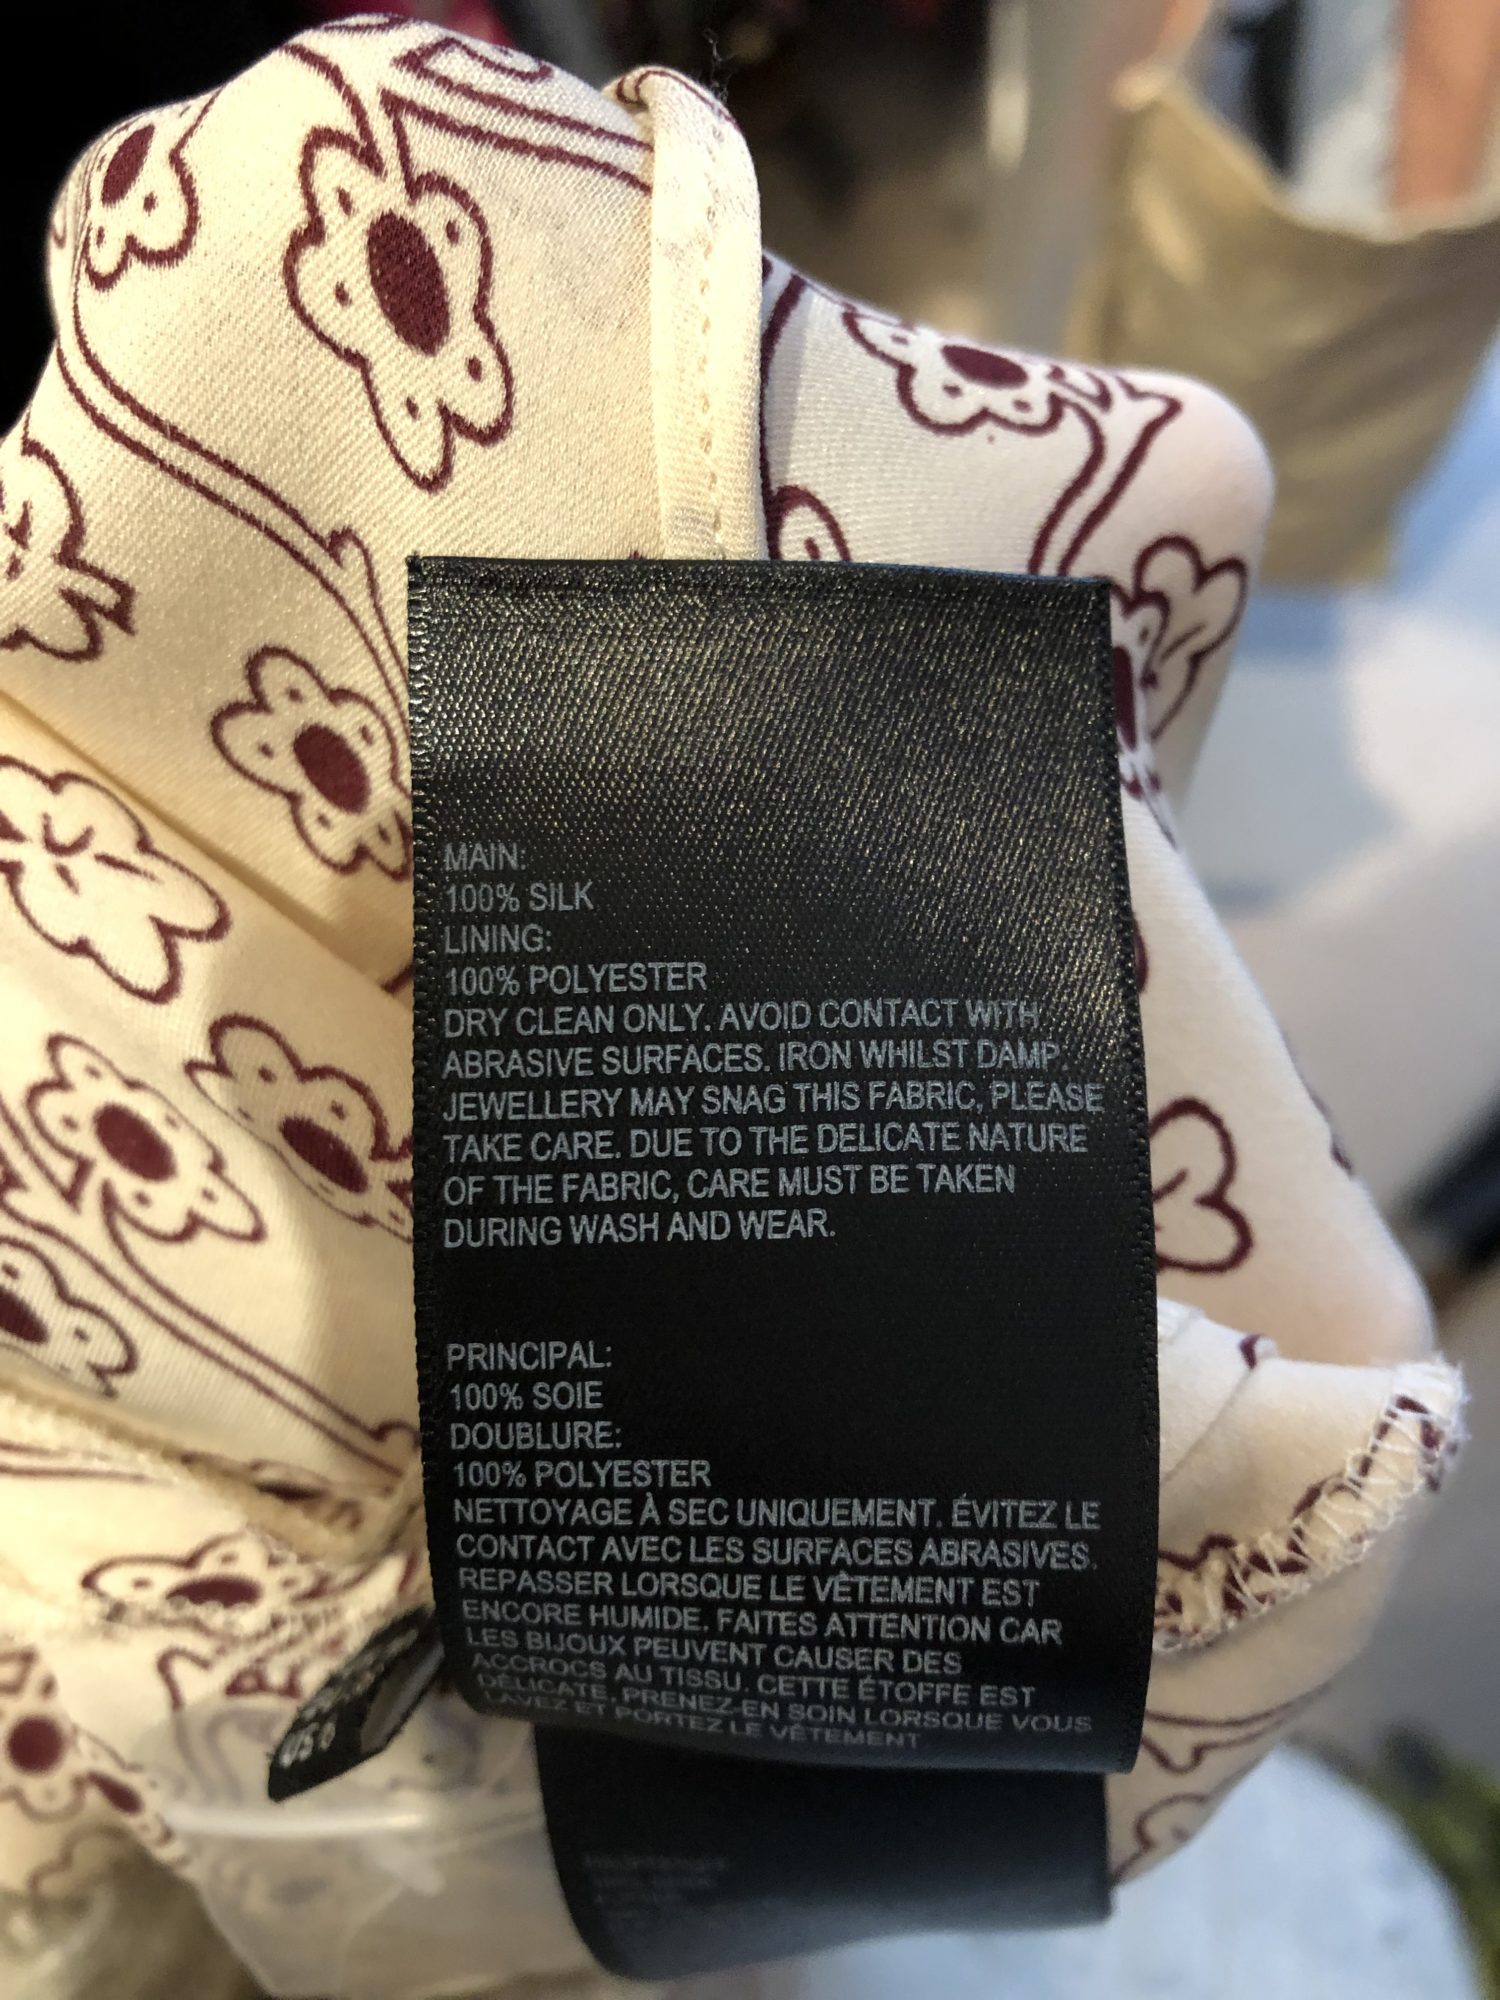 MAIN:
100% SILK
LINING:
100% POLYESTER
DRY CLEAN ONLY. AVOID CONTACT WITH
ABRASIVE SURFACES. IRON WHILST DAMP.
JEWELLERY MAY SNAG THIS FABRIC, PLEASE
TAKE CARE. DUE TO THE DELICATE NATURE
OF THE FABRIC, CARE MUST BE TAKEN
DURING WASH AND WEAR.
PRINCIPAL:
100% SOIE
DOUBLURE:
100% POLYESTER
NETTOYAGE À SEC UNIQUEMENT. ÉVITEZ LE
CONTACT AVEC LES SURFACES ABRASIVES.
REPASSER LORSQUE LE VÊTEMENT EST
ENCORE HUMIDE. FAITES ATTENTION CAR
LES BIJOUX PEUVENT CAUSER DES
ACCROCS AU TISSU. CETTE ÉTOFFE EST
DÉLICATE, PRENEZ-EN SOIN LORSQUE VOUS
LAVEZ ET PORTEZ LE VÊTEMENT
US 6